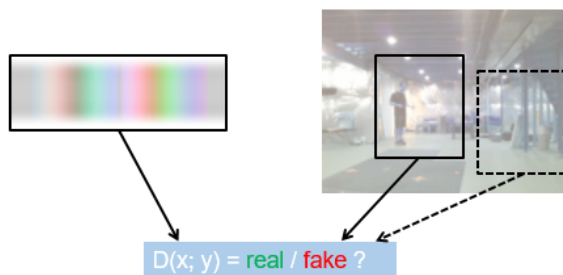 D(x; y) = real / fake ?